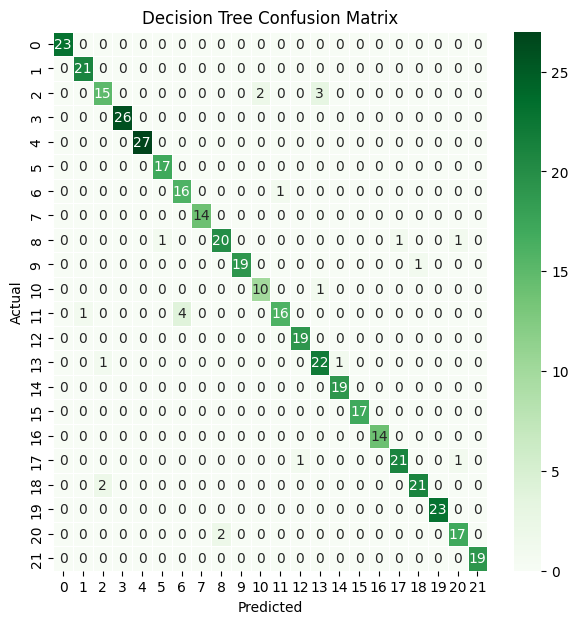 Decision Tree Confusion Matrix
0 23 0 0 0 0 0 0 0 0 0 0 0 0 0 0 0 0 0 0 0 0 0
1 0 21 0 0 0 0 0 0 0 0 0 0 0 0 0 0 0 0 0 0 0 0
2 0 0 15 0 0 0 0 0 0 0 2 0 0 3 0 0 0 0 0 0 0 0
3 0 0 0 26 0 0 0 0 0 0 0 0 0 0 0 0 0 0 0 0 0 0
4 0 0 0 0 27 0 0 0 0 0 0 0 0 0 0 0 0 0 0 0 0 0
5 0 0 0 0 0 17 0 0 0 0 0 0 0 0 0 0 0 0 0 0 0 0
6 0 0 0 0 0 0 16 0 0 0 0 1 0 0 0 0 0 0 0 0 0 0
7 0 0 0 0 0 0 0 14 0 0 0 0 0 0 0 0 0 0 0 0 0 0
8 0 0 0 0 0 1 0 0 20 0 0 0 0 0 0 0 0 1 0 0 1 0
9 0 0 0 0 0 0 0 0 0 19 0 0 0 0 0 0 0 0 1 0 0 0
10 0 0 0 0 0 0 0 0 0 0 10 0 0 1 0 0 0 0 0 0 0 0
11 0 1 0 0 0 0 4 0 0 0 0 16 0 0 0 0 0 0 0 0 0 0
12 0 0 0 0 0 0 0 0 0 0 0 0 19 0 0 0 0 0 0 0 0 0
13 0 0 1 0 0 0 0 0 0 0 0 0 0 22 1 0 0 0 0 0 0 0
14 0 0 0 0 0 0 0 0 0 0 0 0 0 0 19 0 0 0 0 0 0 0
15 0 0 0 0 0 0 0 0 0 0 0 0 0 0 0 17 0 0 0 0 0 0
16 0 0 0 0 0 0 0 0 0 0 0 0 0 0 0 0 14 0 0 0 0 0
17 0 0 0 0 0 0 0 0 0 0 0 0 1 0 0 0 0 21 0 0 1 0
18 0 0 2 0 0 0 0 0 0 0 0 0 0 0 0 0 0 0 21 0 0 0
19 0 0 0 0 0 0 0 0 0 0 0 0 0 0 0 0 0 0 0 23 0 0
20 0 0 0 0 0 0 0 0 2 0 0 0 0 0 0 0 0 0 0 0 17 0
21 0 0 0 0 0 0 0 0 0 0 0 0 0 0 0 0 0 0 0 0 0 19
0 1 2 3 4 5 6 7 8 9 10 11 12 13 14 15 16 17 18 19 20 21
Predicted
Actual
25
20
15
10
5
0